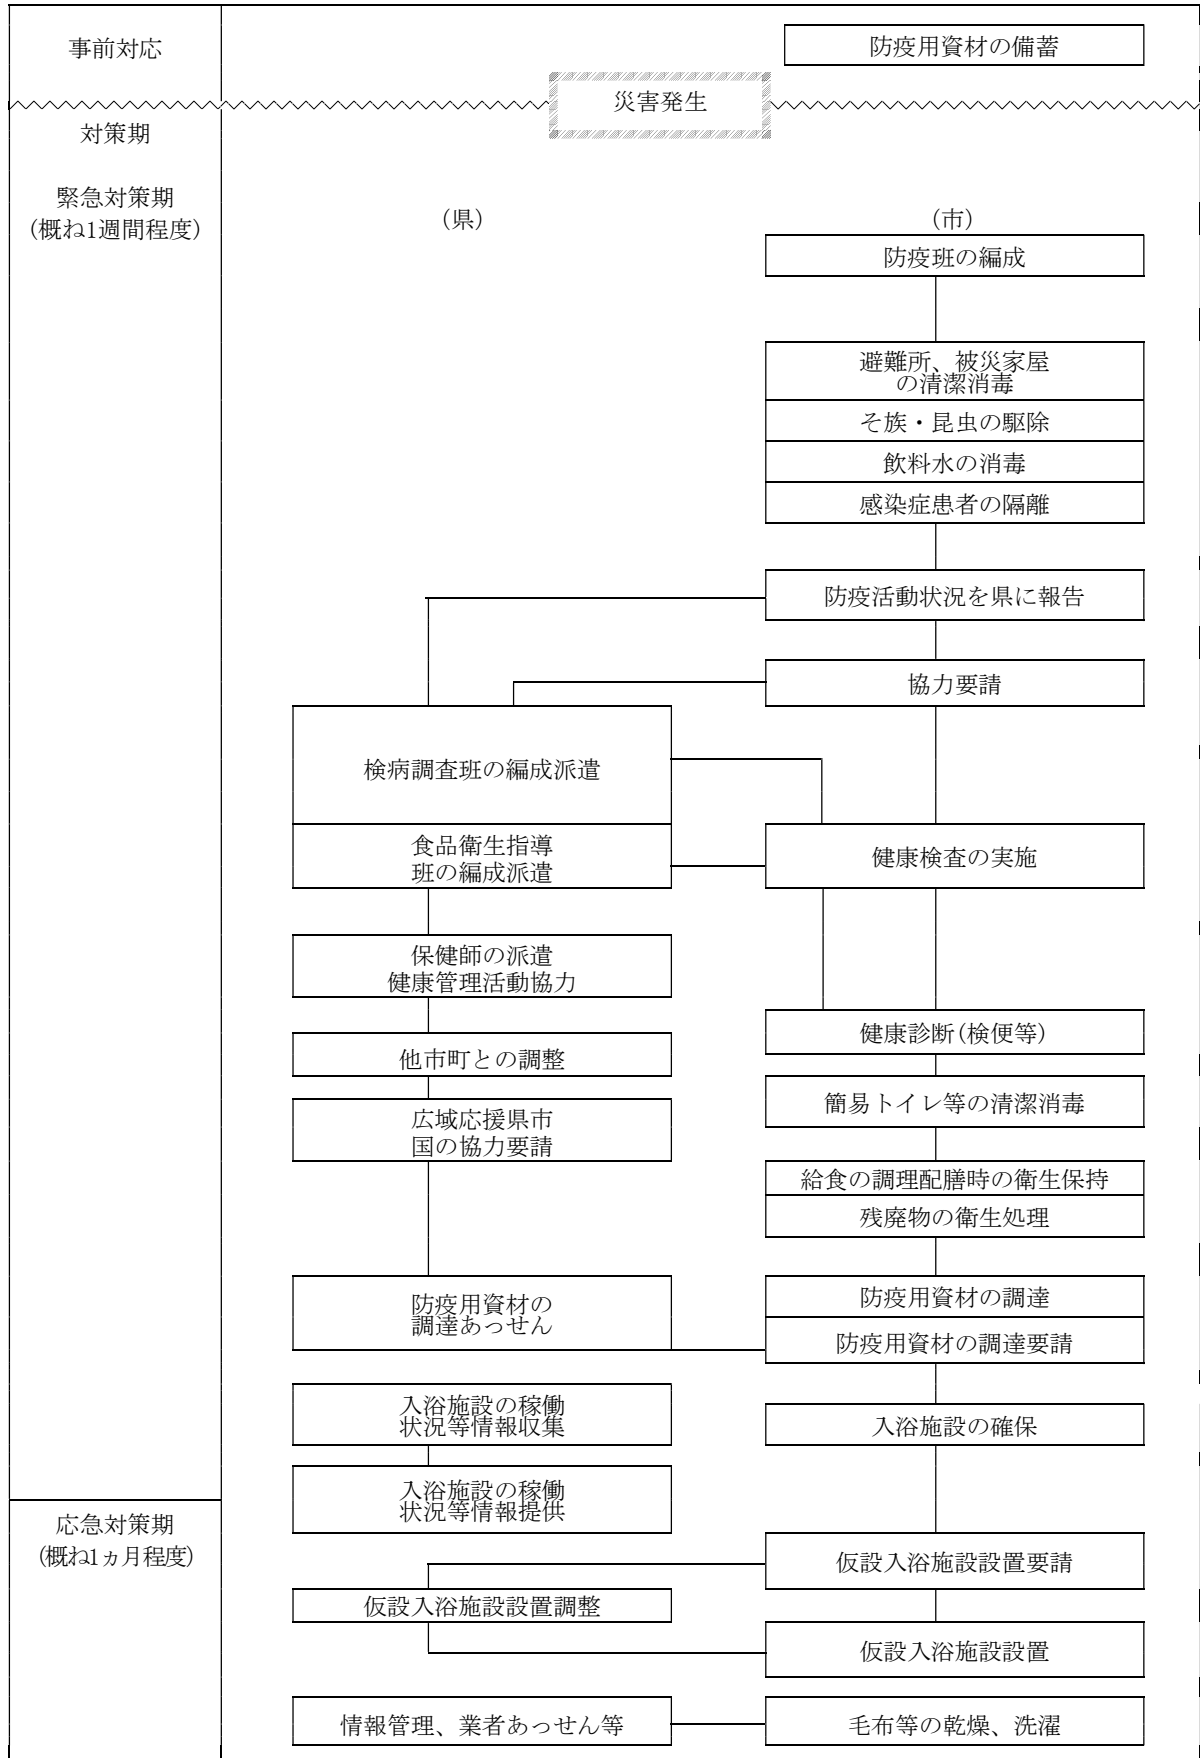 事前対応
防疫用資材の備蓄
災害発生
対策期
緊急対策期
(概ね1週間程度)
(県)
(市)
防疫班の編成
避難所、被災家屋
の清潔消毒
そ族・昆虫の駆除
飲料水の消毒
感染症患者の隔離
防疫活動状況を県に報告
協力要請
検病調査班の編成派遣
食品衛生指導
班の編成派遣
健康検査の実施
保健師の派遣
健康管理活動協力
健康診断(検便等)
他市町との調整
簡易トイレ等の清潔消毒
広域応援県市
国の協力要請
給食の調理配膳時の衛生保持
残廃物の衛生処理
防疫用資材の
調達あっせん
防疫用資材の調達
防疫用資材の調達要請
入浴施設の稼働
状況等情報収集
入浴施設の確保
入浴施設の稼働
状況等情報提供
応急対策期
(概ね1ヵ月程度)
仮設入浴施設設置要請
仮設入浴施設設置調整
仮設入浴施設設置
情報管理、業者あっせん等
毛布等の乾燥、洗濯